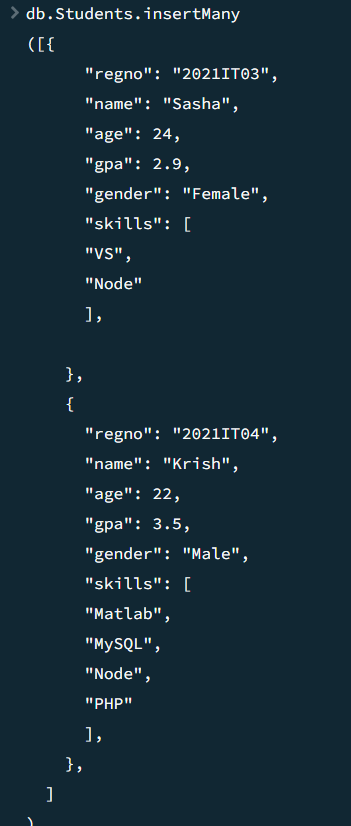 > db.Students.insertMany
([{
"regno": "2021IT03",
"name": "Sasha",
"age": 24,
"gpa": 2.9,
"gender": "Female",
"skills": [
"VS",
"Node"
],
},
{
"regno": "2021IT04",
"name": "Krish",
"age": 22,
"gpa": 3.5,
"gender": "Male",
"skills": [
"Matlab",
"MySQL",
"Node",
"PHP"
],
},
]
)